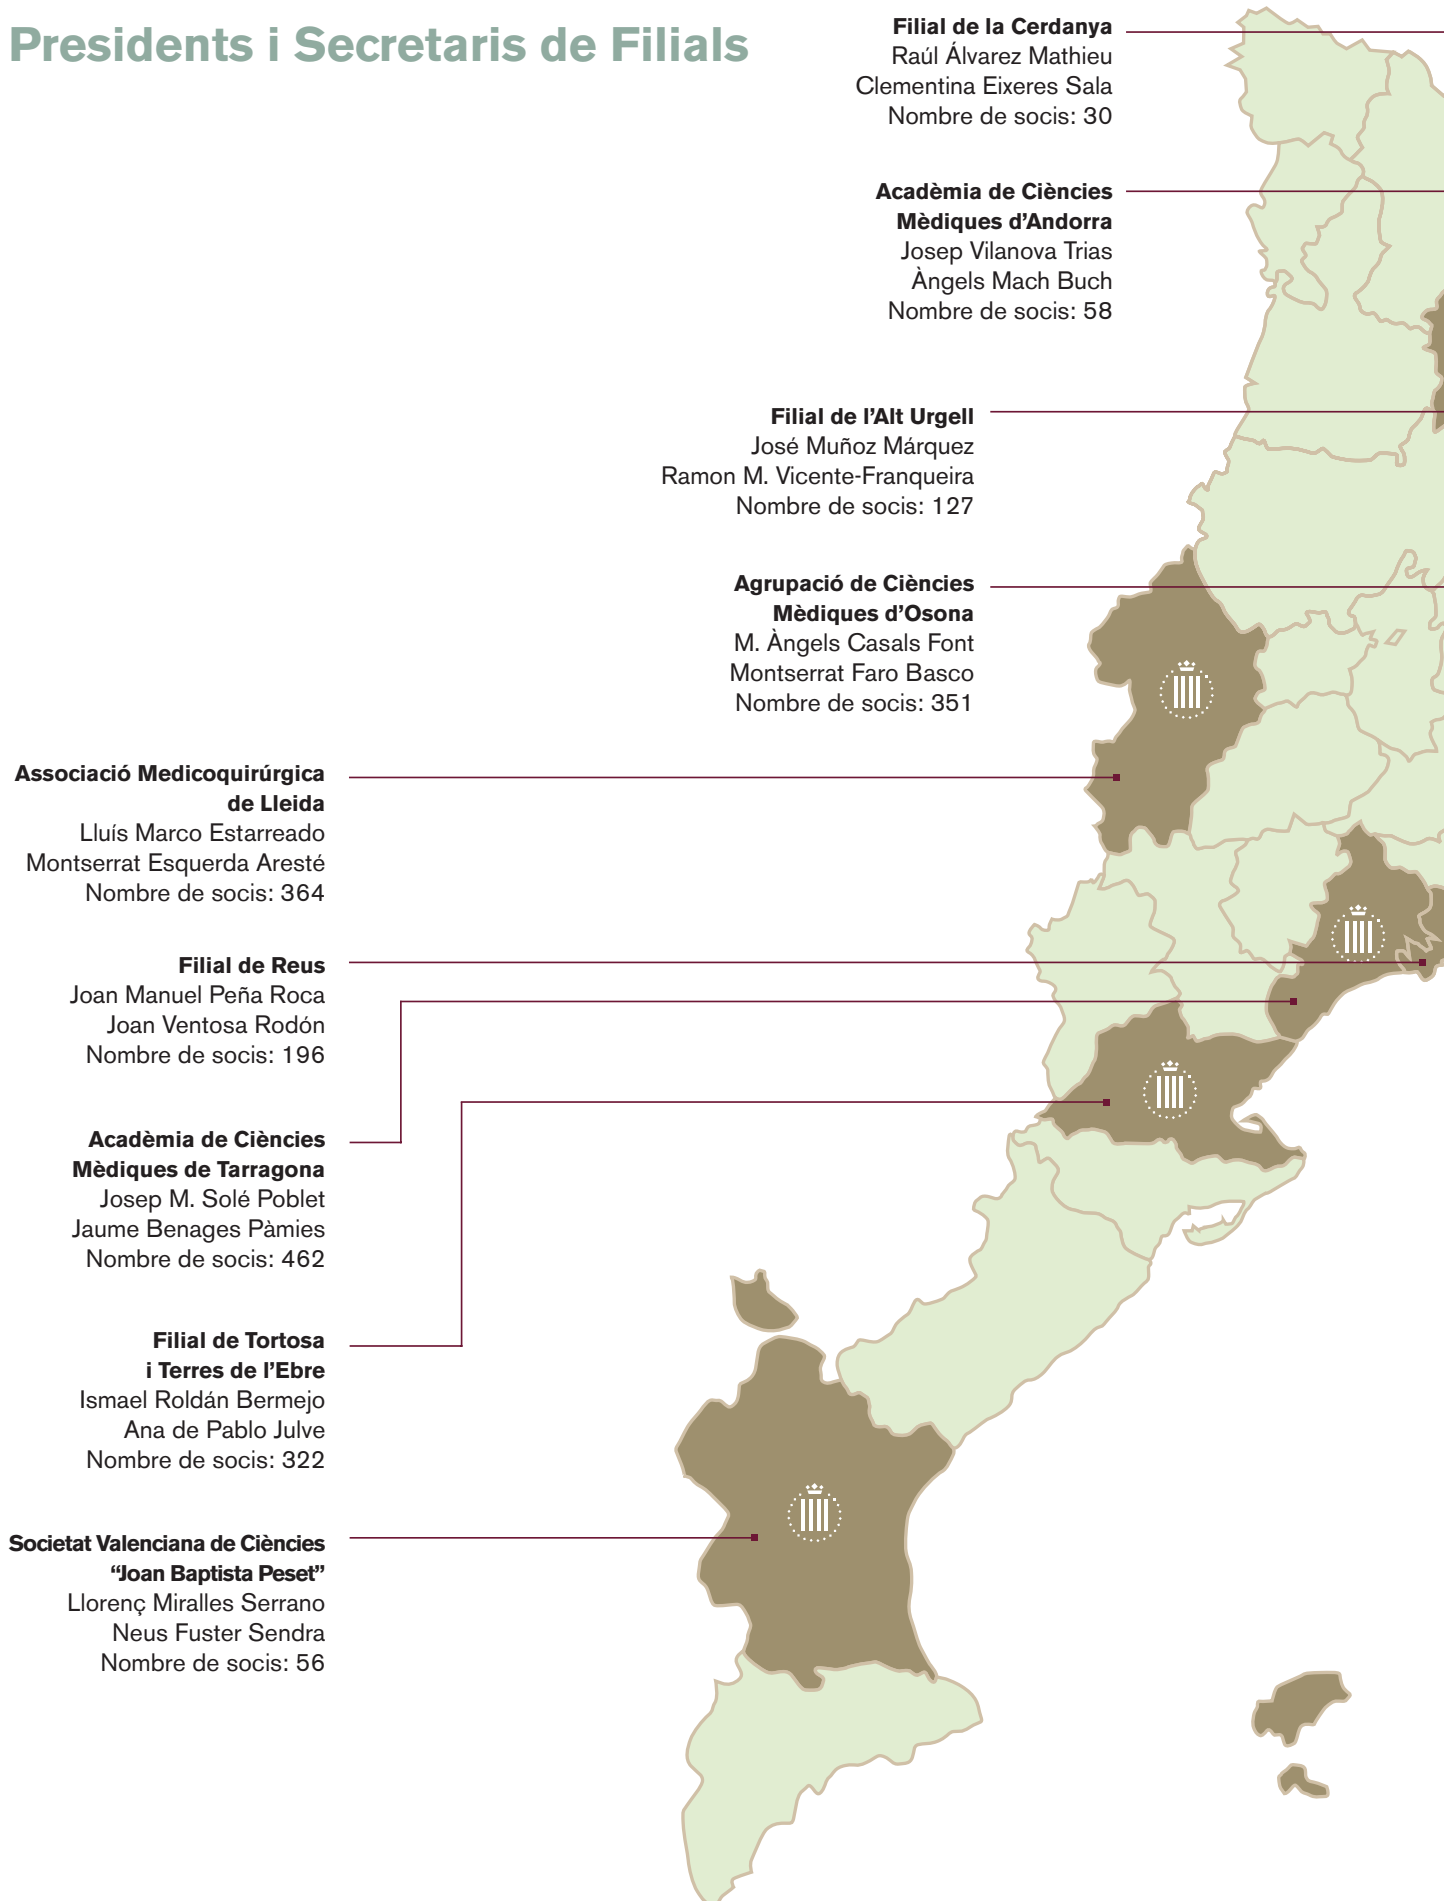 Presidents i Secretaris de Filials
Filial de la Cerdanya
Raúl Álvarez Mathieu
Clementina Eixeres Sala
Nombre de socis: 30
Acadèmia de Ciències
Mèdiques d’Andorra
Josep Vilanova Trias
Àngels Mach Buch
Nombre de socis: 58
Filial de l’Alt Urgell
José Muñoz Márquez
Ramon M. Vicente-Franqueira
Nombre de socis: 127
Agrupació de Ciències
Mèdiques d’Osona
M. Àngels Casals Font
Montserrat Faro Basco
Nombre de socis: 351
Associació Medicoquirúrgica
de Lleida
Lluís Marco Estarreado
Montserrat Esquerda Aresté
Nombre de socis: 364
Filial de Reus
Joan Manuel Peña Roca
Joan Ventosa Rodón
Nombre de socis: 196
Acadèmia de Ciències
Mèdiques de Tarragona
Josep M. Solé Poblet
Jaume Benages Pàmies
Nombre de socis: 462
Filial de Tortosa
i Terres de l’Ebre
Ismael Roldán Bermejo
Ana de Pablo Julve
Nombre de socis: 322
Societat Valenciana de Ciències
“Joan Baptista Peset”
Llorenç Miralles Serrano
Neus Fuster Sendra
Nombre de socis: 56